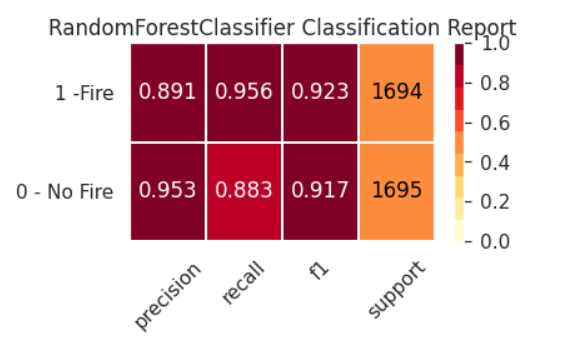 RandomForestClassifier Classification Report
1 -Fire 0.891 0.956 0.923 1694
0 - No Fire 0.953 0.883 0.917 1695
precision recall f1 support
1.0
0.8
0.6
0.4
0.2
0.0